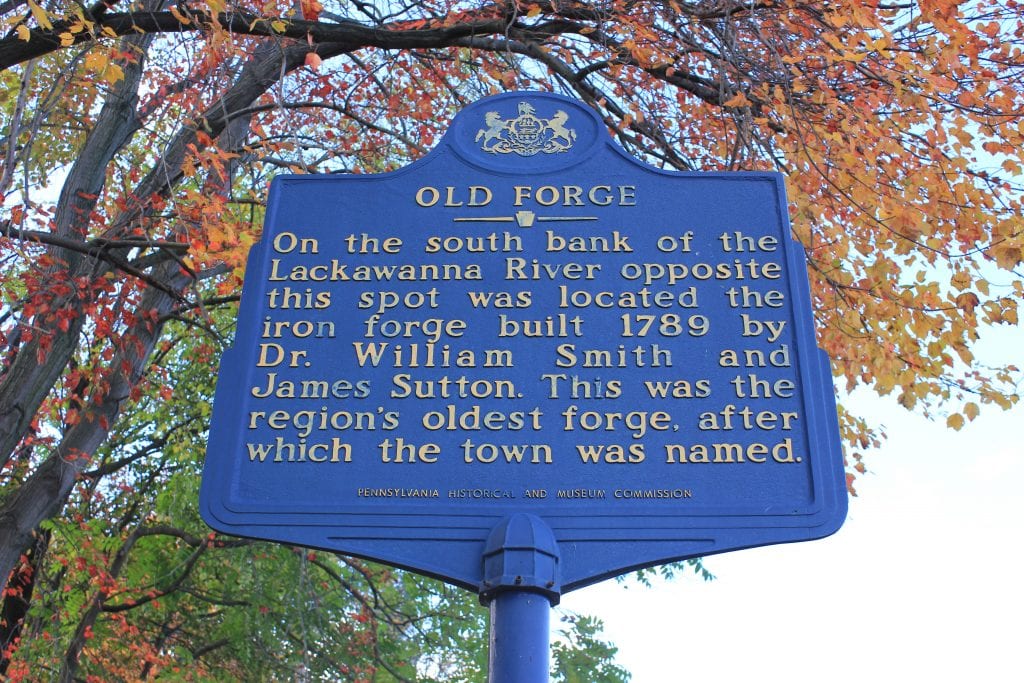 OLD FORGE
On the south bank of the
Lackawanna River opposite
this spot was located the
iron forge built 1789 by
Dr. William Smith and
James Sutton. This was the
region's oldest forge, after
which the town was named.
PENNSYLVANIA HISTORICAL AND MUSEUM COMMISSION